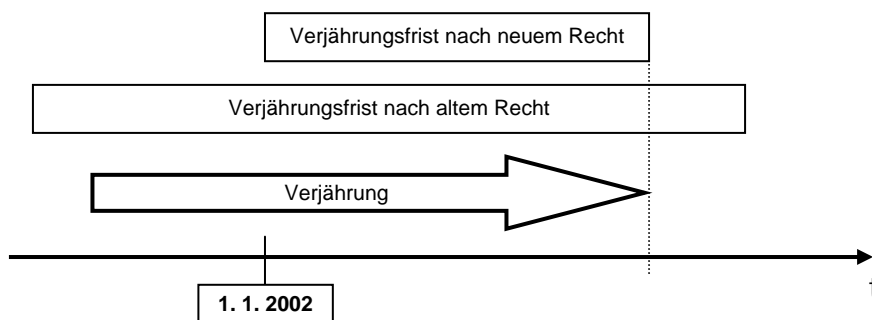 Verjährungsfrist nach neuem Recht
Verjährungsfrist nach altem Recht
Verjährung
t
1. 1. 2002